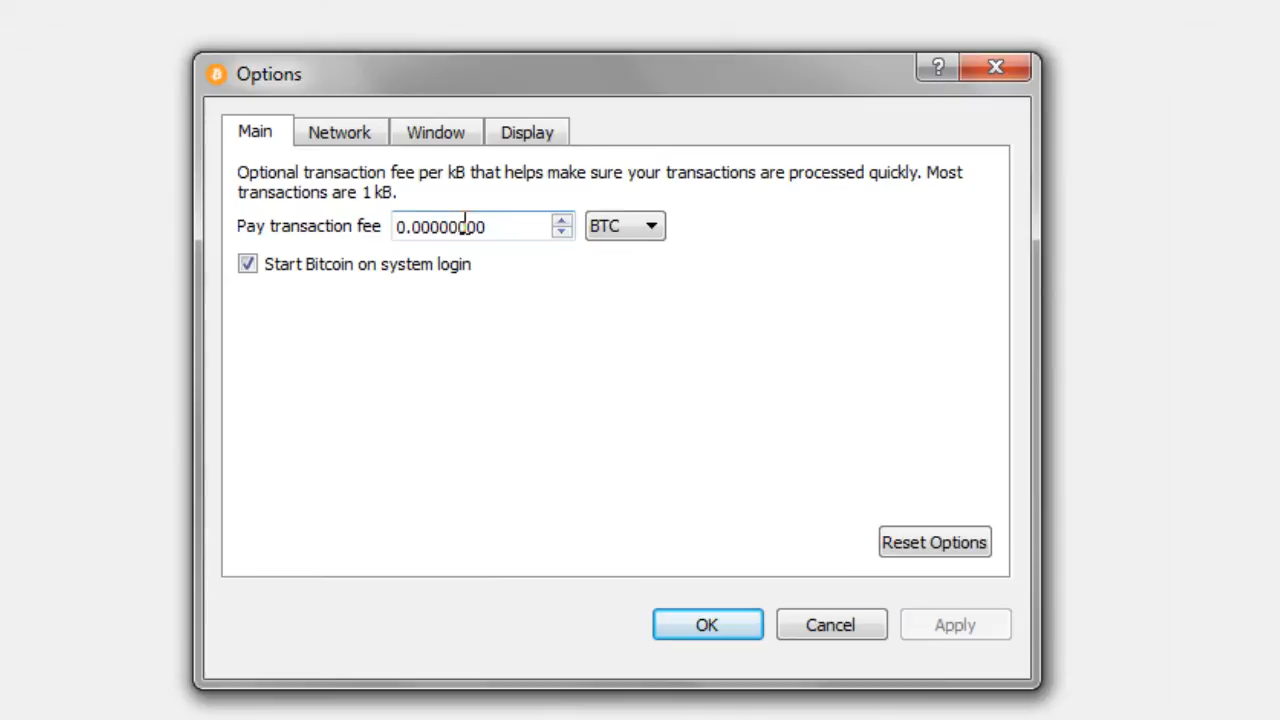 Options
?
Main Network Window Display
Optional transaction fee per kB that helps make sure your transactions are processed quickly. Most
transactions are 1 kB.
Pay transaction fee 0.00000000 BTC
Start Bitcoin on system login
Reset Options
OK Cancel Apply